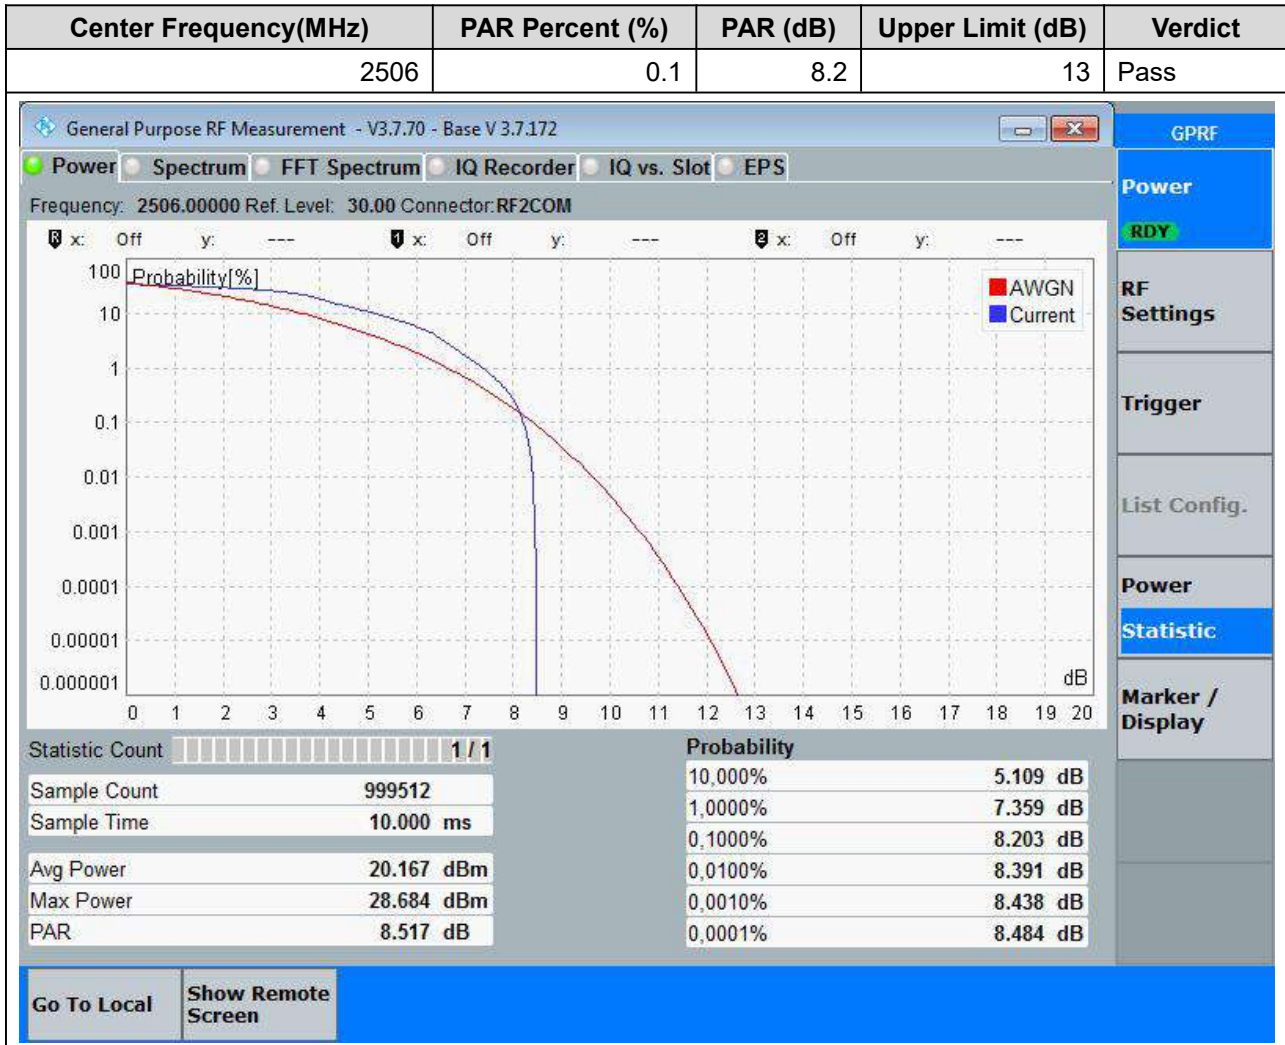 Center Frequency(MHz) PAR Percent (%) PAR (dB) Upper Limit (dB) Verdict
2506 0.1 8.2 13 Pass
General Purpose RF Measurement - V3.7.70 - Base V 3.7.172
GPRF
Power Spectrum FFT Spectrum IQ Recorder IQ vs. Slot EPS
Frequency: 2506.00000 Ref. Level: 30.00 Connector:RF2COM
R x: Off y: --- 1 x: Off y: --- 2 x: Off y: ---
Probability[%]
100
10
1
0.1
0.01
0.001
0.0001
0.00001
0.000001
AWGN
Current
dB
0 1 2 3 4 5 6 7 8 9 10 11 12 13 14 15 16 17 18 19 20
Statistic Count 1 / 1
Sample Count 999512
Sample Time 10.000 ms
Avg Power 20.167 dBm
Max Power 28.684 dBm
PAR 8.517 dB
Probability
10,000% 5.109 dB
1,0000% 7.359 dB
0,1000% 8.203 dB
0,0100% 8.391 dB
0,0010% 8.438 dB
0,0001% 8.484 dB
Power
RDY
RF
Settings
Trigger
List Config.
Power
Statistic
Marker /
Display
Go To Local
Show Remote
Screen